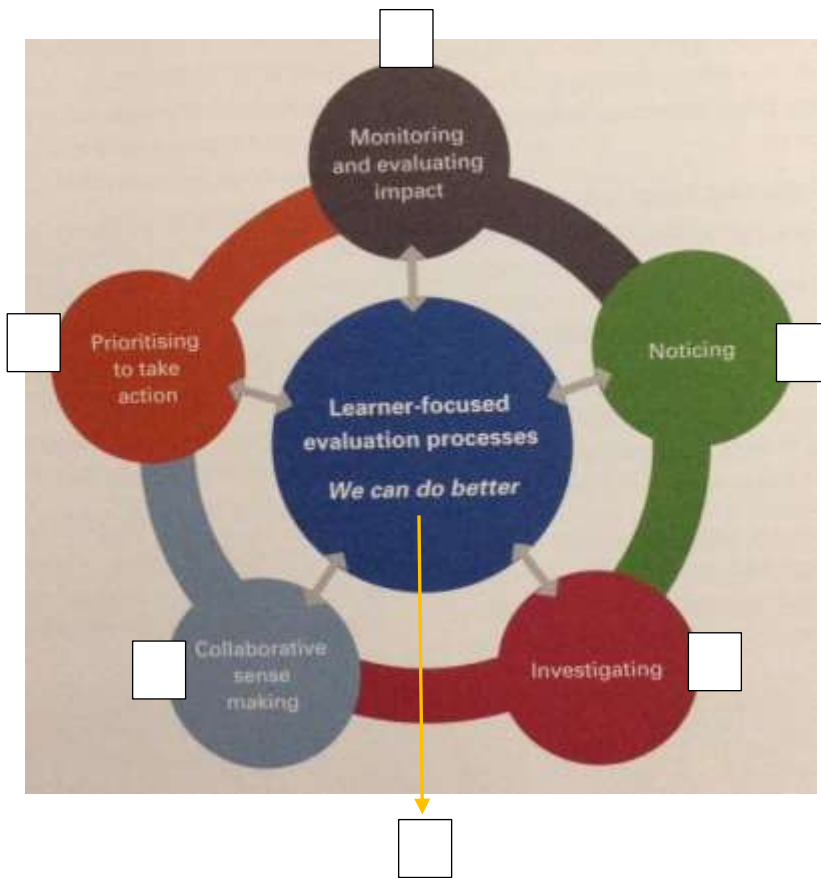 Monitoring
and evaluating
impact
Noticing
Prioritising
to take
action
Learner-focused
evaluation processes
We can do better
Collaborative
sense
making
Investigating